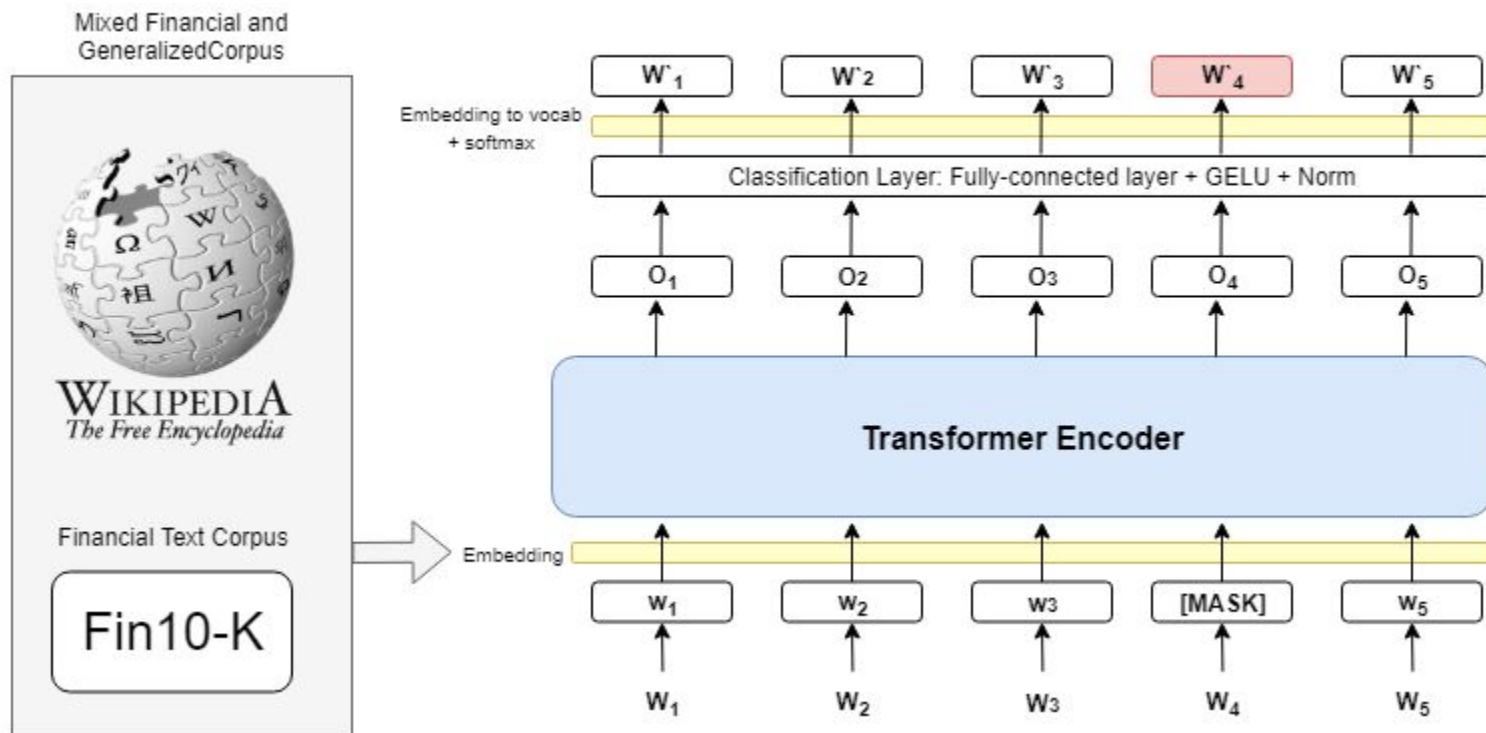 Mixed Financial and
GeneralizedCorpus
Ω
W
И
祖
WIKIPEDIA
The Free Encyclopedia
Financial Text Corpus
Fin10-K
W`1 W`2 W`3 W`4 W`5
Embedding to vocab
+ softmax
Classification Layer: Fully-connected layer + GELU + Norm
O1 O2 O3 O4 O5
Transformer Encoder
Embedding
W1 W2 W3 [MASK] W5
W1 W2 W3 W4 W5